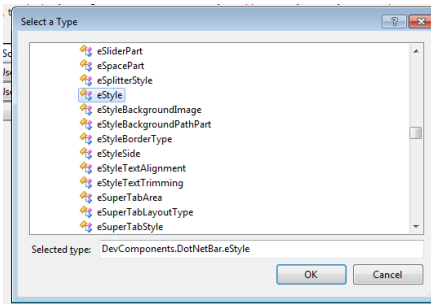 Select a Type
eSliderPart
eSpacePart
eSplitterStyle
eStyle
eStyleBackgroundImage
eStyleBackgroundPathPart
eStyleBorderType
eStyleSide
eStyleTextAlignment
eStyleTextTrimming
eSuperTabArea
eSuperTabLayoutType
eSuperTabStyle
Selected type: DevComponents.DotNetBar.eStyle
OK Cancel